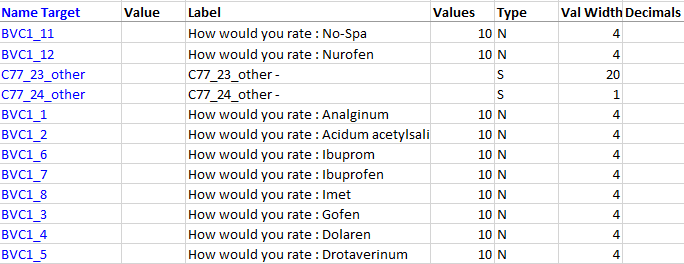 Name Target Value Label Values Type Val Width Decimals
BVC1_11 How would you rate : No-Spa 10 N 4
BVC1_12 How would you rate : Nurofen 10 N 4
C77_23_other C77_23_other - S 20
C77_24_other C77_24_other - S 1
BVC1_1 How would you rate : Analginum 10 N 4
BVC1_2 How would you rate : Acidum acetylsali 10 N 4
BVC1_6 How would you rate : Ibuprom 10 N 4
BVC1_7 How would you rate : Ibuprofen 10 N 4
BVC1_8 How would you rate : Imet 10 N 4
BVC1_3 How would you rate : Gofen 10 N 4
BVC1_4 How would you rate : Dolaren 10 N 4
BVC1_5 How would you rate : Drotaverinum 10 N 4